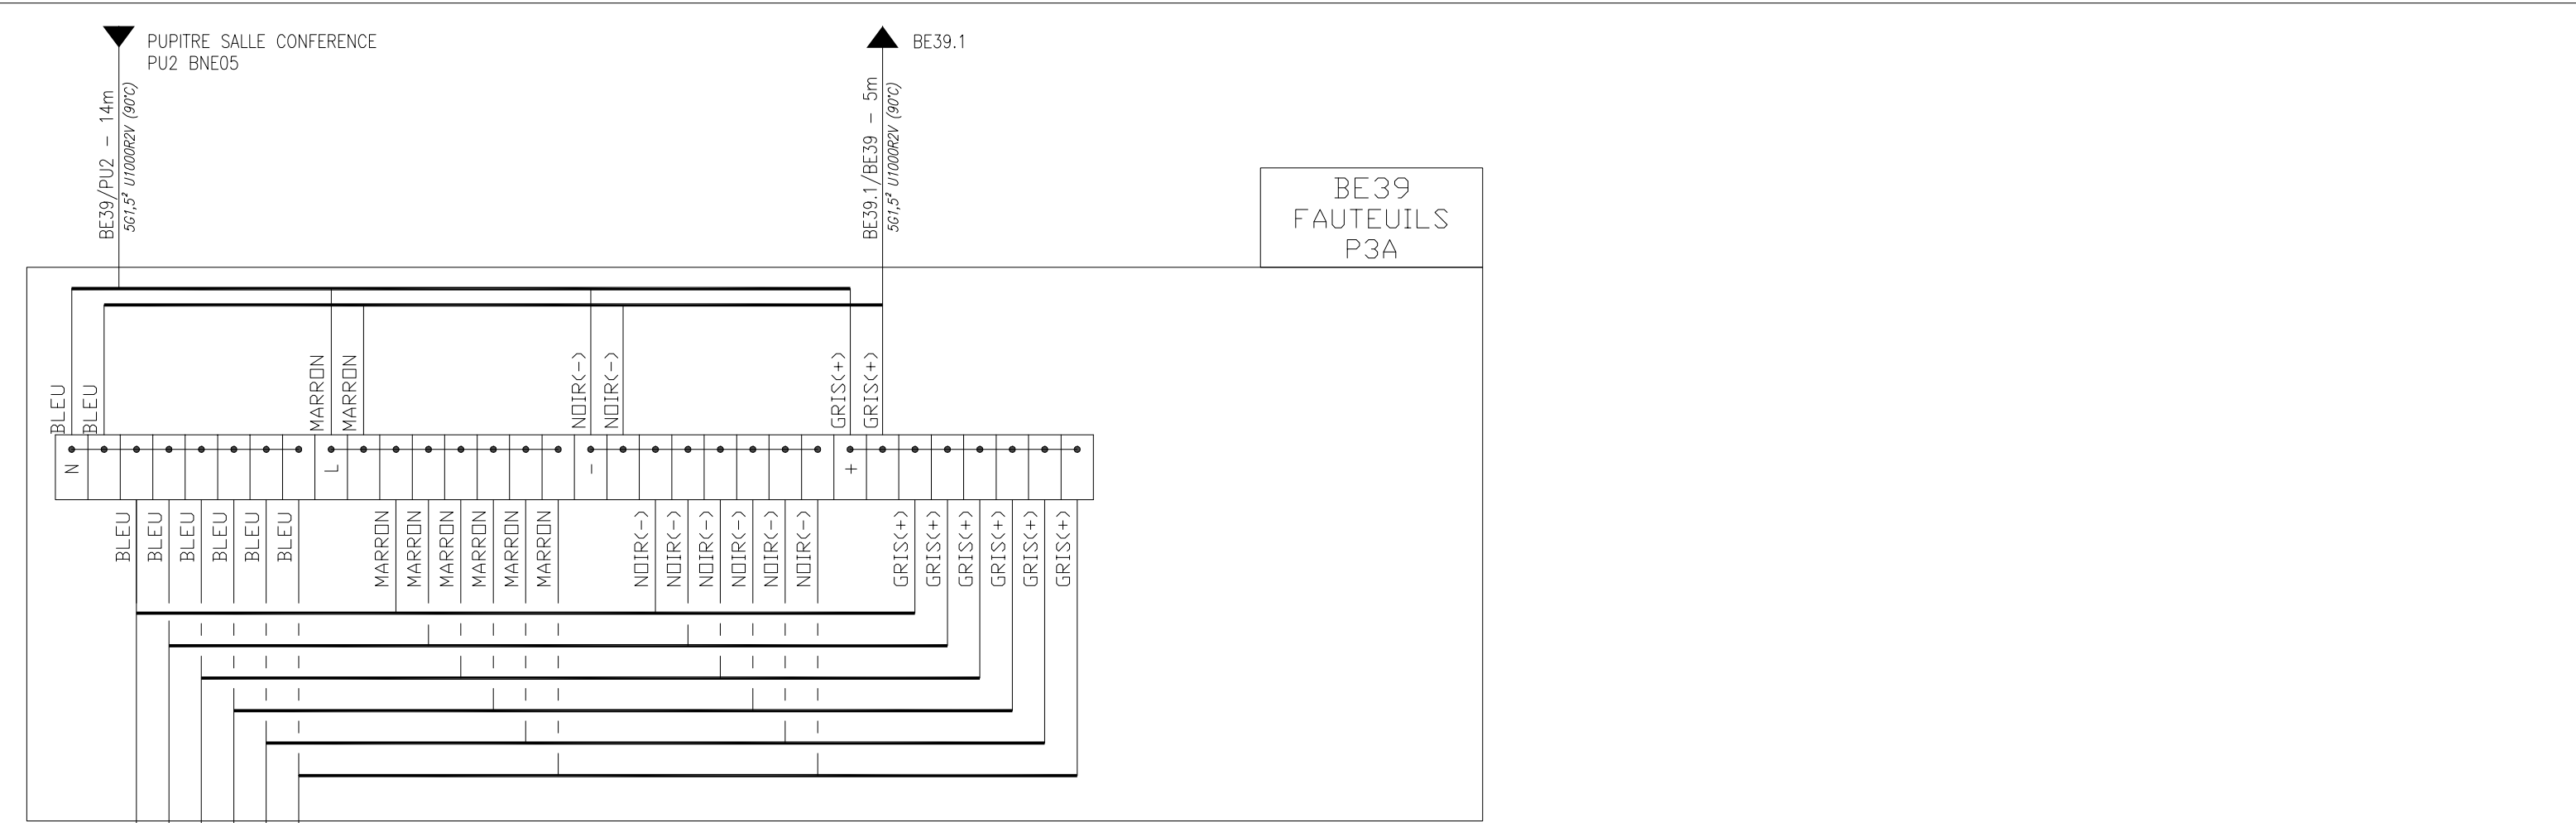 PUPITRE SALLE CONFERENCE
PU2 BNE05
BE39.1
BE39/PU2 - 14m
5G1,5² U1000R2V (90°C)
BE39.1/BE39 - 5m
5G1,5² U1000R2V (90°C)
BE39
FAUTEUILS
P3A
BLEU
BLEU
MARRON
MARRON
NOIR(-)
NOIR(-)
GRIS(+)
GRIS(+)
N
L
-
+
BLEU
BLEU
BLEU
BLEU
BLEU
BLEU
MARRON
MARRON
MARRON
MARRON
MARRON
MARRON
NOIR(-)
NOIR(-)
NOIR(-)
NOIR(-)
NOIR(-)
NOIR(-)
GRIS(+)
GRIS(+)
GRIS(+)
GRIS(+)
GRIS(+)
GRIS(+)